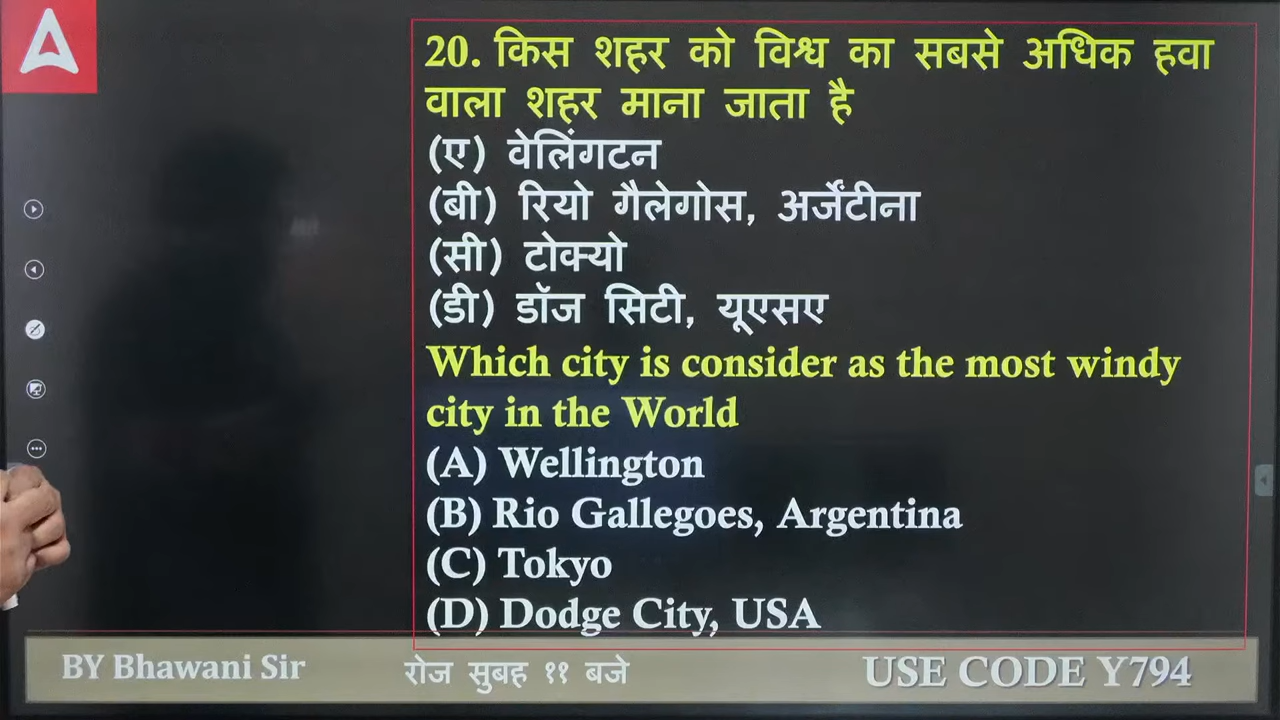 20. किस शहर को विश्व का सबसे अधिक हवा
वाला शहर माना जाता है
(ए) वेलिंगटन
(बी) रियो गैलेगोस, अर्जेंटीना
(सी) टोक्यो
(डी) डॉज सिटी, यूएसए
Which city is consider as the most windy
city in the World
(A) Wellington
(B) Rio Gallegoes, Argentina
(C) Tokyo
(D) Dodge City, USA
BY Bhawani Sir रोज सुबह ११ बजे USE CODE Y794